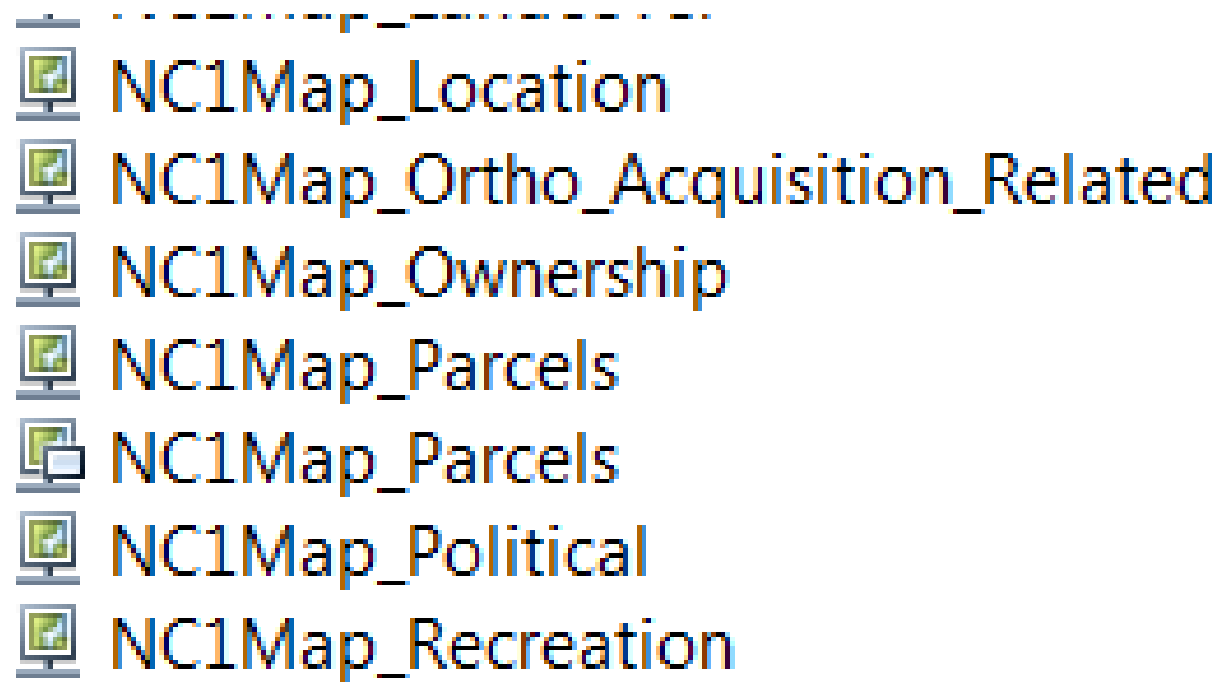 NC1Map_Location
NC1Map_Ortho_Acquisition_Related
NC1Map_Ownership
NC1Map_Parcels
NC1Map_Parcels
NC1Map_Political
NC1Map_Recreation